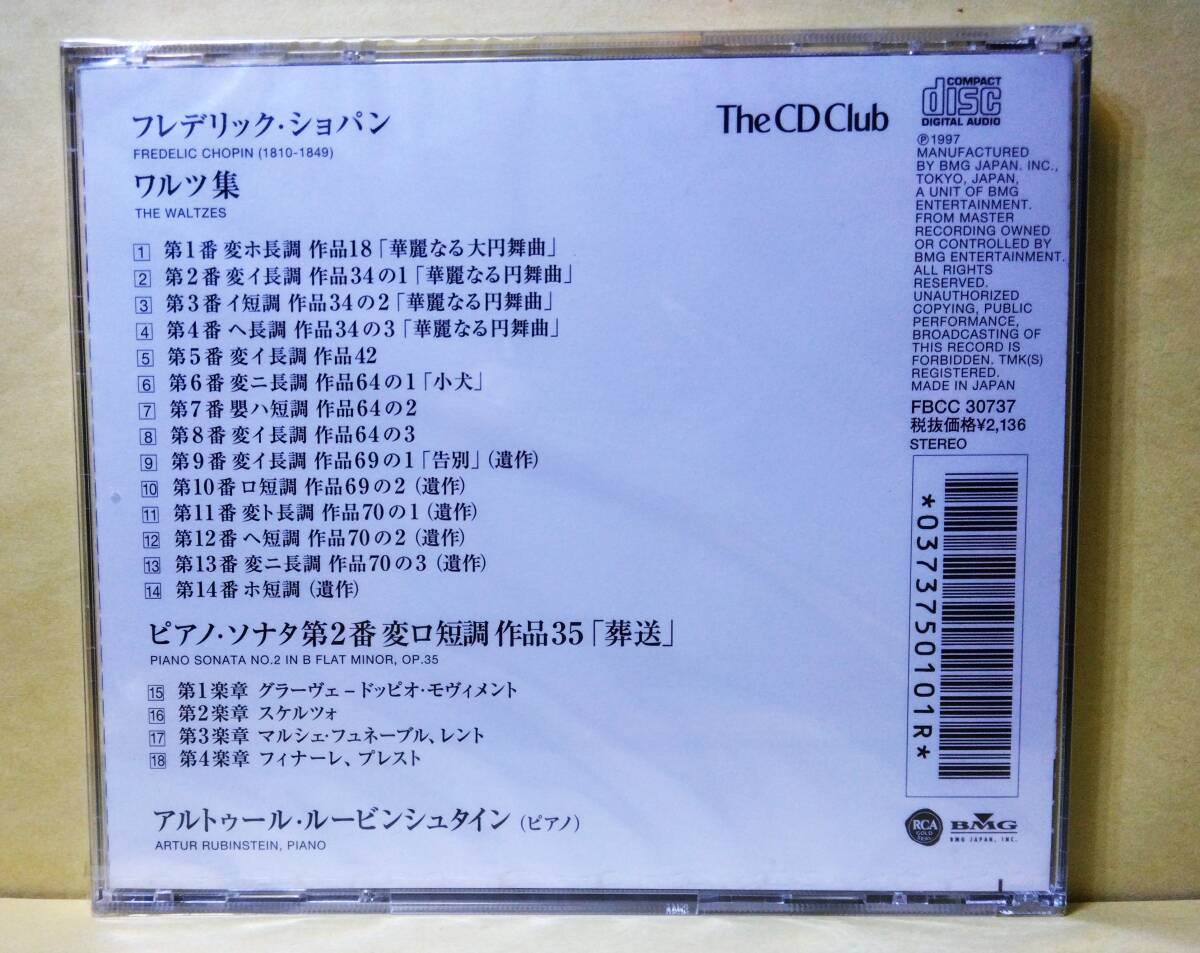 フレデリック・ショパン
FREDELIC CHOPIN (1810-1849)
ワルツ集
THE WALTZES
1 第1番 変ホ長調 作品18「華麗なる大円舞曲」
2 第2番 変イ長調 作品34の1「華麗なる円舞曲」
3 第3番 イ短調 作品34の2「華麗なる円舞曲」
4 第4番 ヘ長調 作品34の3「華麗なる円舞曲」
5 第5番 変イ長調 作品42
6 第6番 変ニ長調 作品64の1「小犬」
7 第7番 嬰ハ短調 作品64の2
8 第8番 変イ長調 作品64の3
9 第9番 変イ長調 作品69の1「告別」(遺作)
10 第10番 ロ短調 作品69の2 (遺作)
11 第11番 変ト長調 作品70の1 (遺作)
12 第12番 ヘ短調 作品70の2 (遺作)
13 第13番 変ニ長調 作品70の3 (遺作)
14 第14番 ホ短調 (遺作)
ピアノ・ソナタ第2番 変ロ短調 作品35「葬送」
PIANO SONATA NO.2 IN B FLAT MINOR, OP.35
15 第1楽章 グラーヴェ－ドッピオ・モヴィメント
16 第2楽章 スケルツォ
17 第3楽章 マルシェ・フュネーブル、レント
18 第4楽章 フィナーレ、プレスト
アルトゥール・ルービンシュタイン (ピアノ)
ARTUR RUBINSTEIN, PIANO
The CD Club
COMPACT
disc
DIGITAL AUDIO
Ⓟ1997
MANUFACTURED
BY BMG JAPAN. INC.,
TOKYO, JAPAN,
A UNIT OF BMG
ENTERTAINMENT.
FROM MASTER
RECORDING OWNED
OR CONTROLLED BY
BMG ENTERTAINMENT.
ALL RIGHTS
RESERVED.
UNAUTHORIZED
COPYING, PUBLIC
PERFORMANCE,
BROADCASTING OF
THIS RECORD IS
FORBIDDEN. TMK(S)
REGISTERED.
MADE IN JAPAN
FBCC 30737
税抜価格¥2,136
STEREO
*0373750101R*
RCA
GOLD
SEAL
BMG
BMG JAPAN, INC.